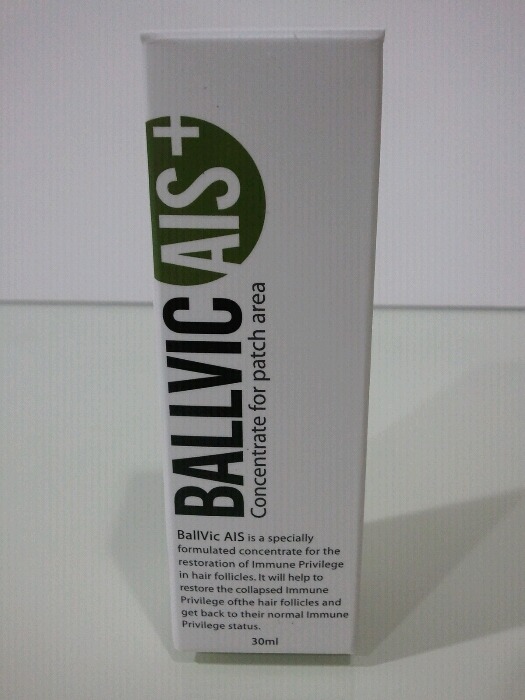 BALLVIC AIS+
Concentrate for patch area
BallVic AIS is a specially
formulated concentrate for the
restoration of Immune Privilege
in hair follicles. It will help to
restore the collapsed Immune
Privilege ofthe hair follicles and
get back to their normal Immune
Privilege status.
30ml